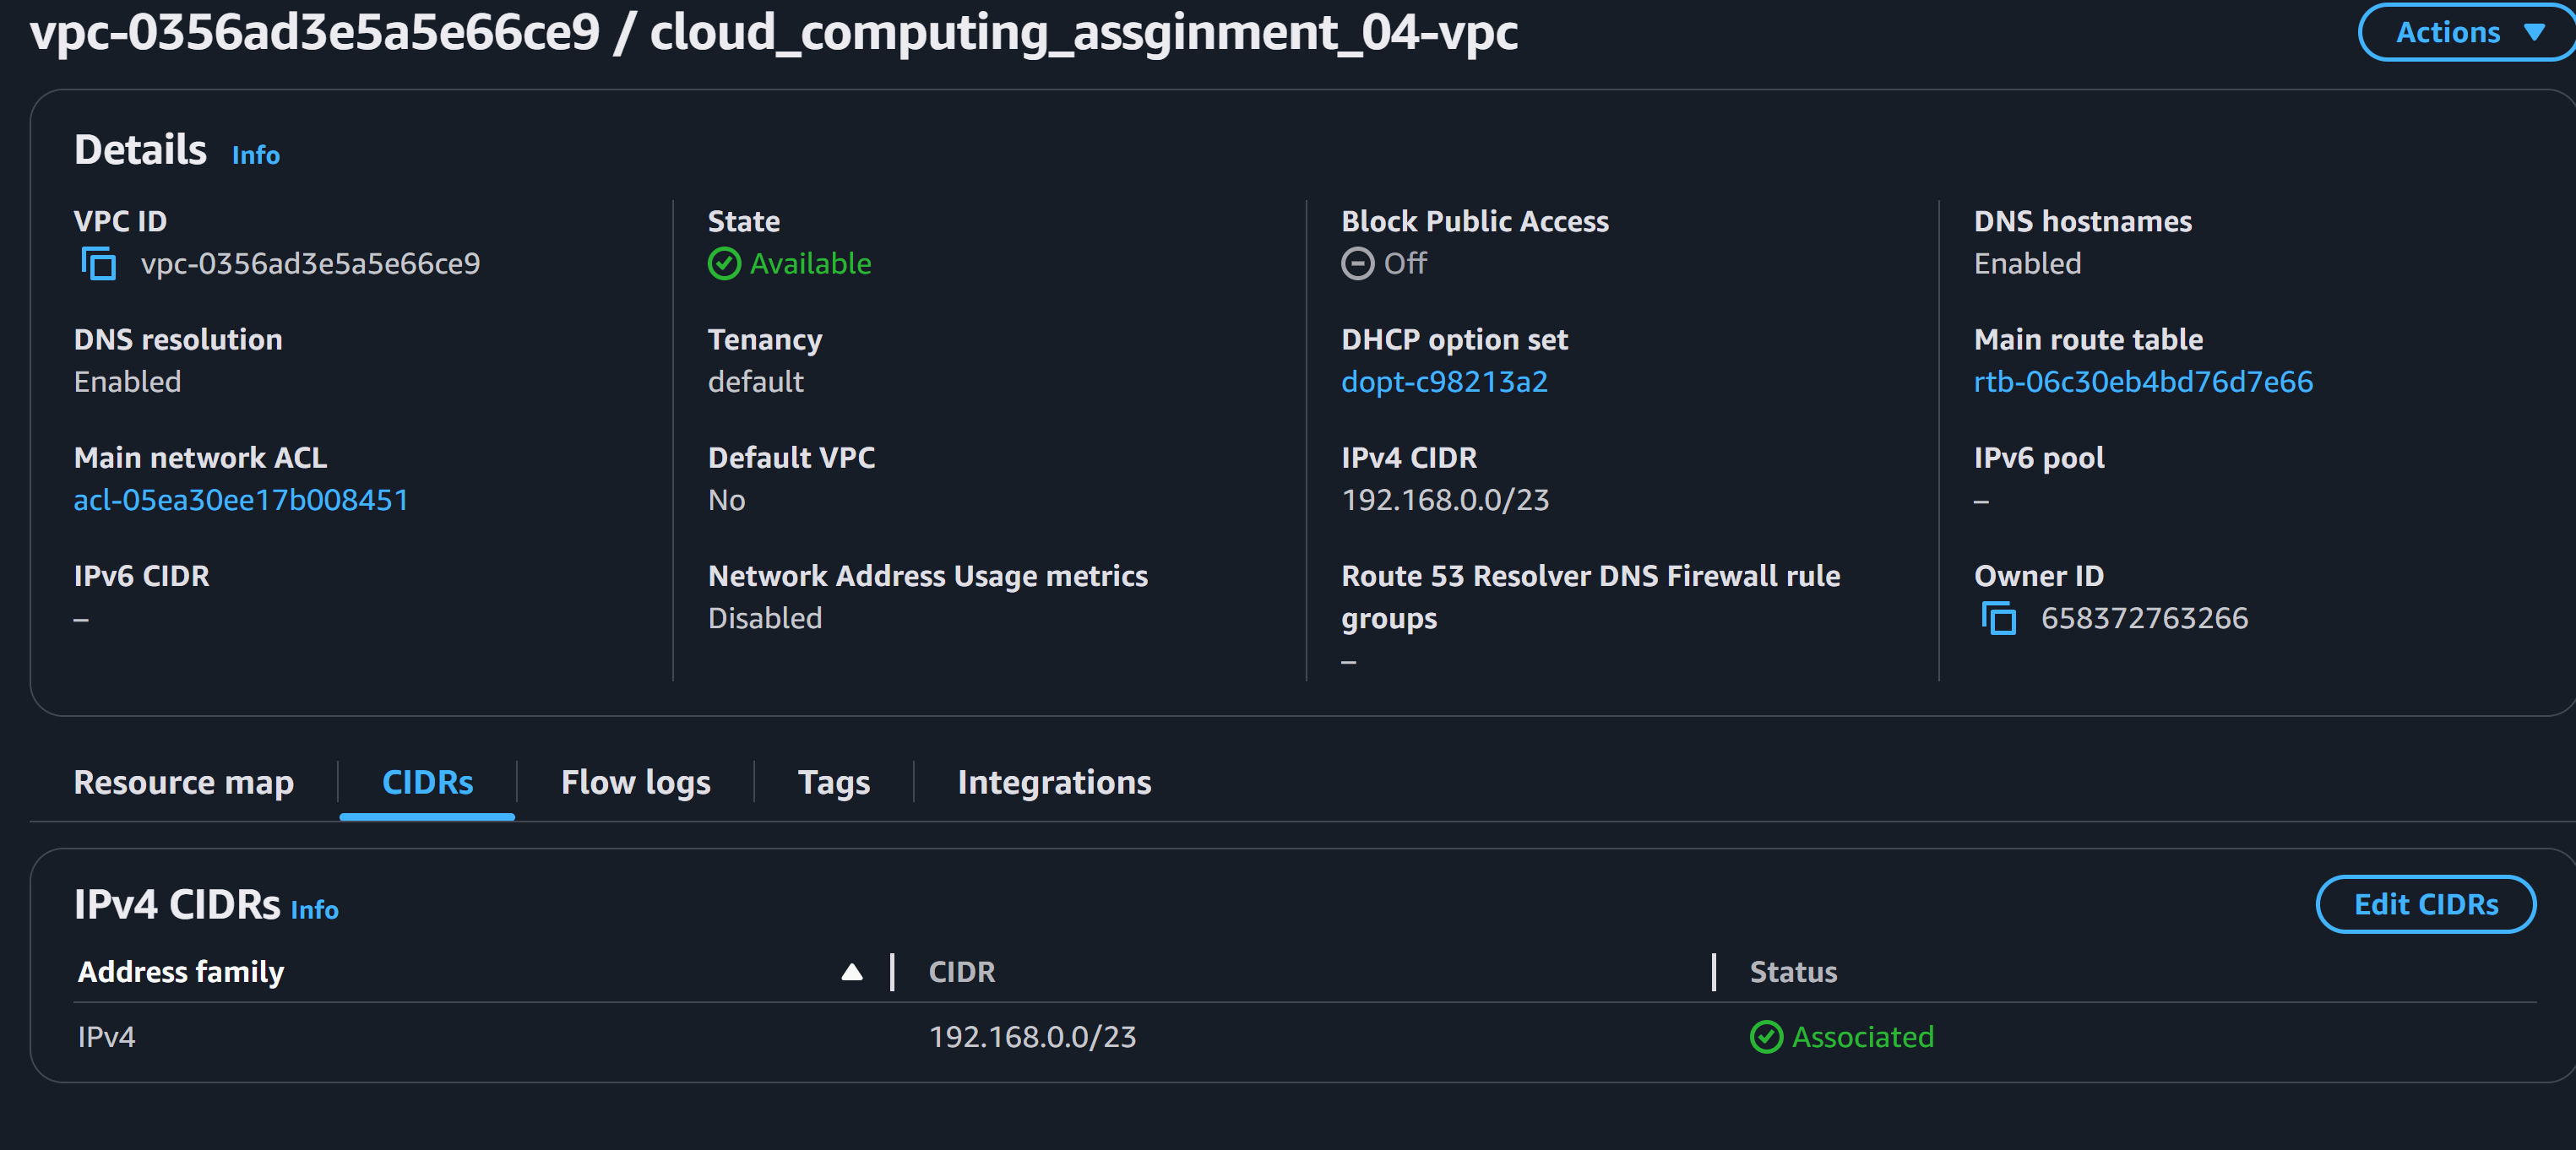 vpc-0356ad3e5a5e66ce9 / cloud_computing_assginment_04-vpc
Actions
Details Info
VPC ID
vpc-0356ad3e5a5e66ce9
State
Available
Block Public Access
Off
DNS hostnames
Enabled
DNS resolution
Enabled
Tenancy
default
DHCP option set
dopt-c98213a2
Main route table
rtb-06c30eb4bd76d7e66
Main network ACL
acl-05ea30ee17b008451
Default VPC
No
IPv4 CIDR
192.168.0.0/23
IPv6 pool
–
IPv6 CIDR
–
Network Address Usage metrics
Disabled
Route 53 Resolver DNS Firewall rule
groups
–
Owner ID
658372763266
Resource map CIDRs Flow logs Tags Integrations
IPv4 CIDRs Info
Edit CIDRs
Address family CIDR Status
IPv4 192.168.0.0/23 Associated